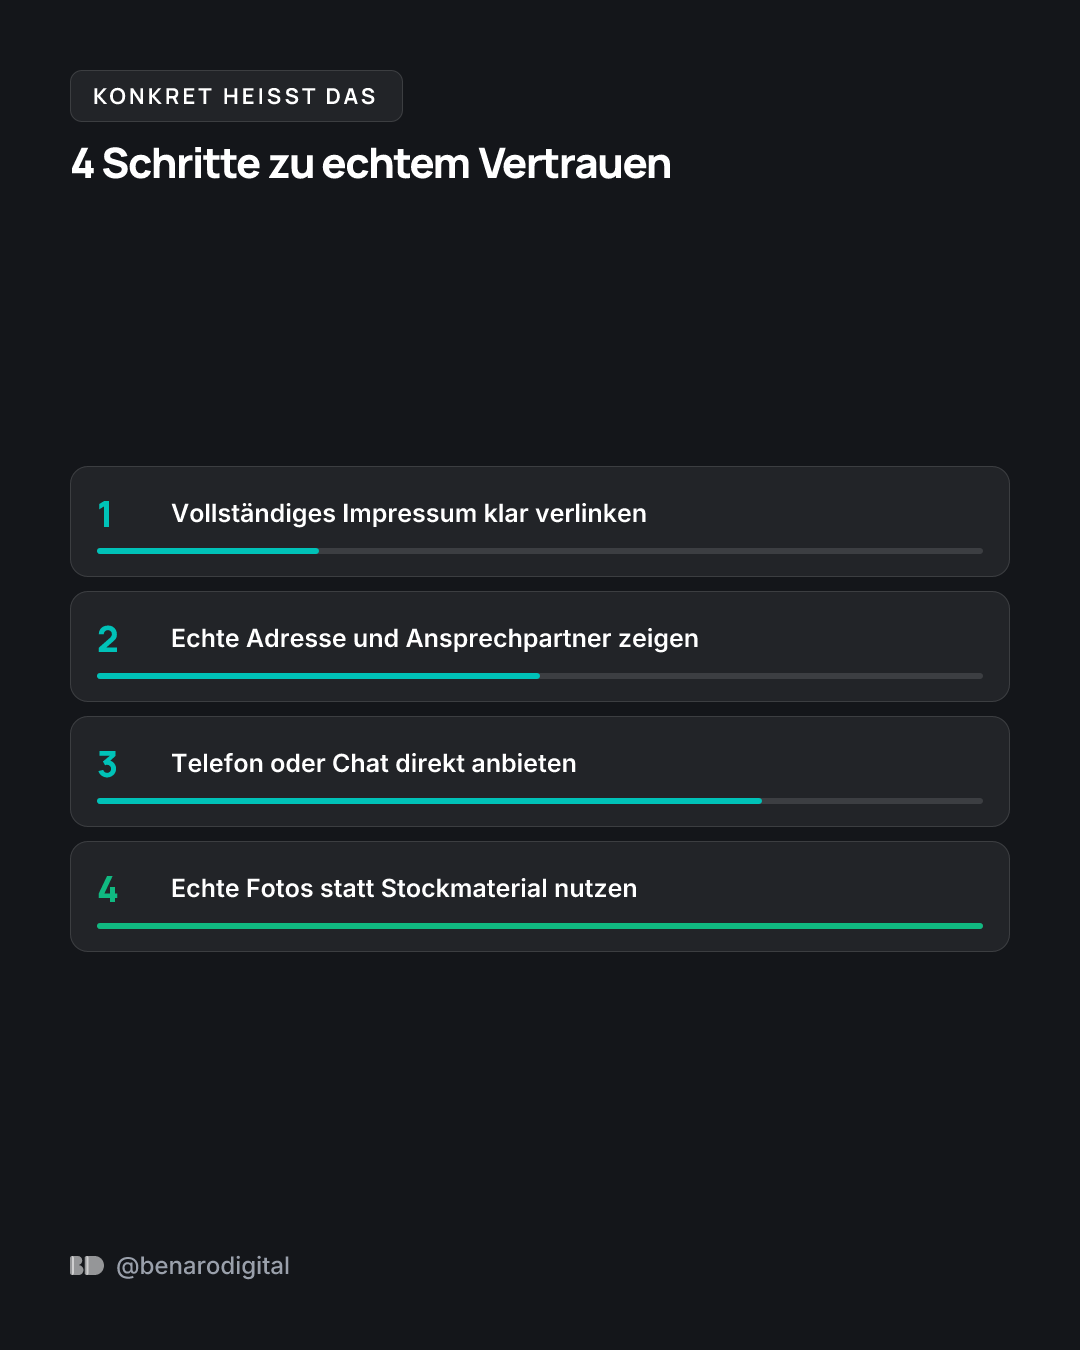 KONKRET HEISST DAS
4 Schritte zu echtem Vertrauen
1 Vollständiges Impressum klar verlinken
2 Echte Adresse und Ansprechpartner zeigen
3 Telefon oder Chat direkt anbieten
4 Echte Fotos statt Stockmaterial nutzen
BD @benarodigital